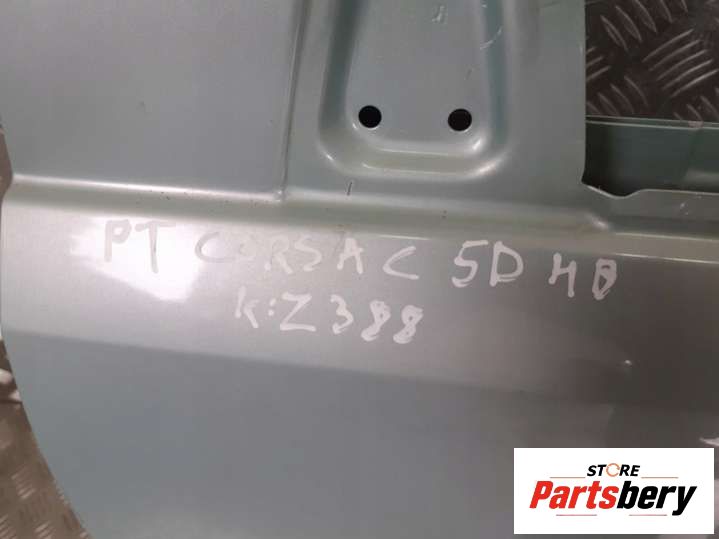 PT CORSA C 5D HB
K:Z388
STORE
Partsbery